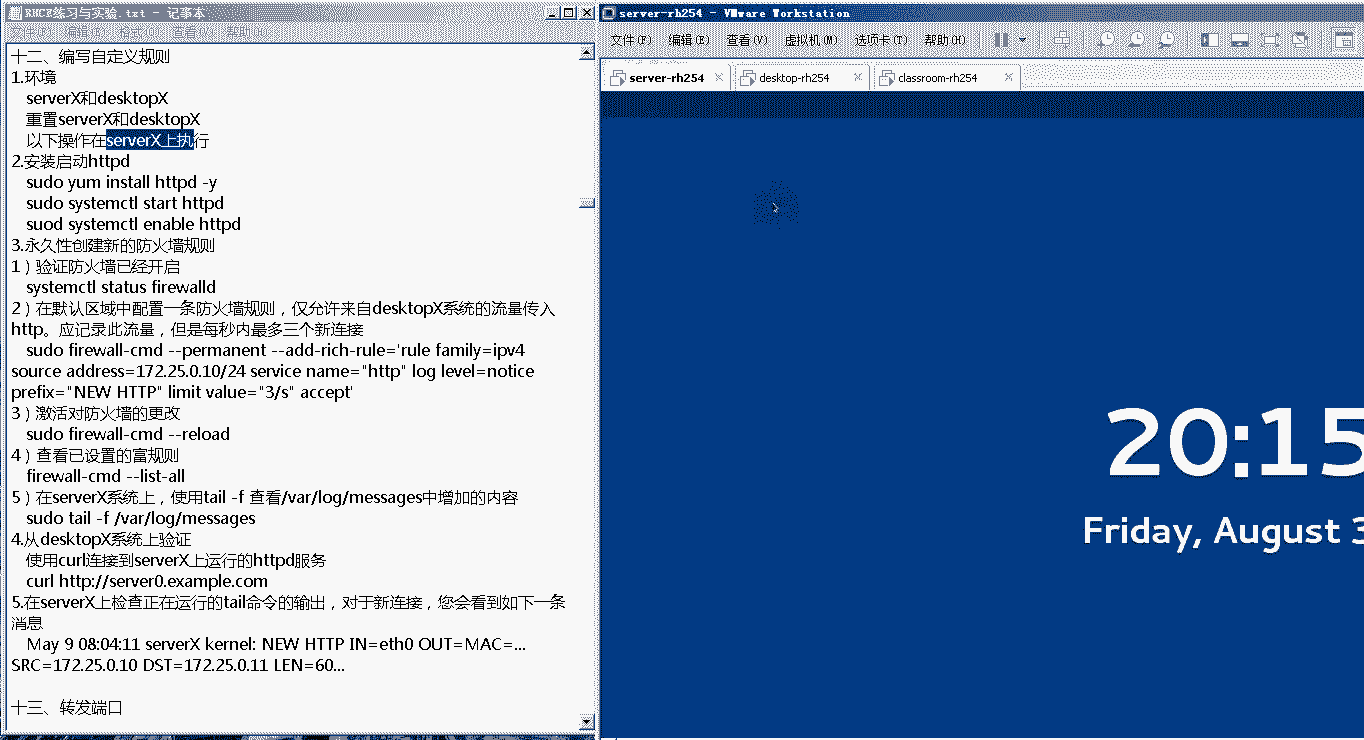 RHCE练习与实验.txt - 记事本
文件(F) 编辑(E) 格式(O) 查看(V) 帮助(H)
十二、编写自定义规则
1.环境
serverX和desktopX
重置serverX和desktopX
以下操作在serverX上执行
2.安装启动httpd
sudo yum install httpd -y
sudo systemctl start httpd
suod systemctl enable httpd
3.永久性创建新的防火墙规则
1）验证防火墙已经开启
systemctl status firewalld
2）在默认区域中配置一条防火墙规则，仅允许来自desktopX系统的流量传入
http。应记录此流量，但是每秒内最多三个新连接
sudo firewall-cmd --permanent --add-rich-rule='rule family=ipv4
source address=172.25.0.10/24 service name="http" log level=notice
prefix="NEW HTTP" limit value="3/s" accept'
3）激活对防火墙的更改
sudo firewall-cmd --reload
4）查看已设置的富规则
firewall-cmd --list-all
5）在serverX系统上，使用tail -f 查看/var/log/messages中增加的内容
sudo tail -f /var/log/messages
4.从desktopX系统上验证
使用curl连接到serverX上运行的httpd服务
curl http://server0.example.com
5.在serverX上检查正在运行的tail命令的输出，对于新连接，您会看到如下一条
消息
May 9 08:04:11 serverX kernel: NEW HTTP IN=eth0 OUT=MAC=...
SRC=172.25.0.10 DST=172.25.0.11 LEN=60...
十三、转发端口
server-rh254 - VMware Workstation
文件(F) 编辑(E) 查看(V) 虚拟机(M) 选项卡(T) 帮助(H)
server-rh254 desktop-rh254 classroom-rh254
20:15
Friday, August 3